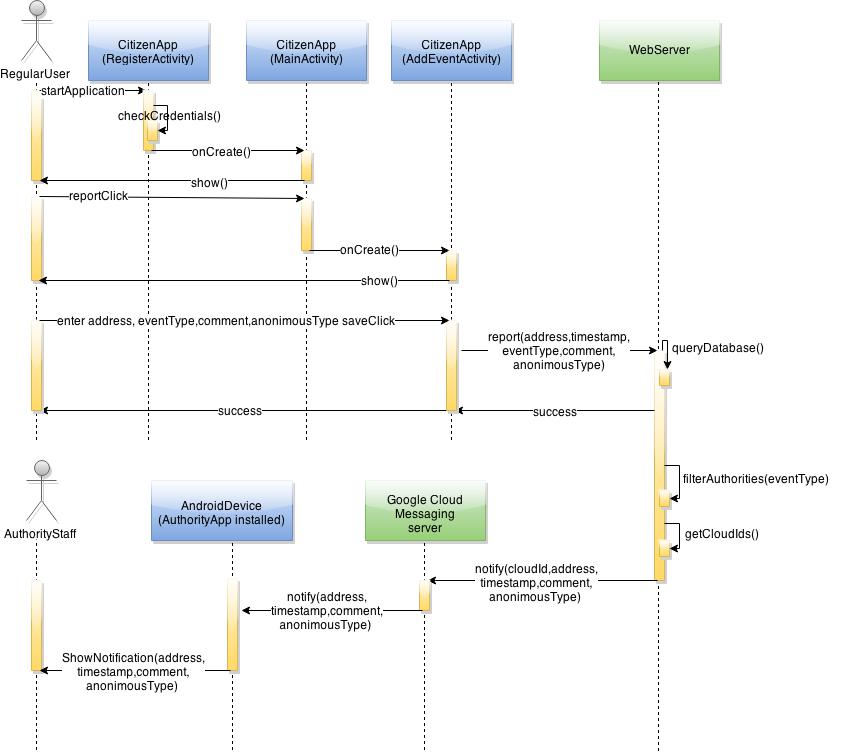 RegularUser
CitizenApp
(RegisterActivity)
CitizenApp
(MainActivity)
CitizenApp
(AddEventActivity)
WebServer
startApplication
checkCredentials()
onCreate()
show()
reportClick
onCreate()
show()
enter address, eventType,comment,anonimousType saveClick
report(address,timestamp,
eventType,comment,
anonimousType)
queryDatabase()
success
success
filterAuthorities(eventType)
getCloudIds()
AuthorityStaff
AndroidDevice
(AuthorityApp installed)
Google Cloud
Messaging
server
notify(cloudId,address,
timestamp,comment,
anonimousType)
notify(address,
timestamp,comment,
anonimousType)
ShowNotification(address,
timestamp,comment,
anonimousType)